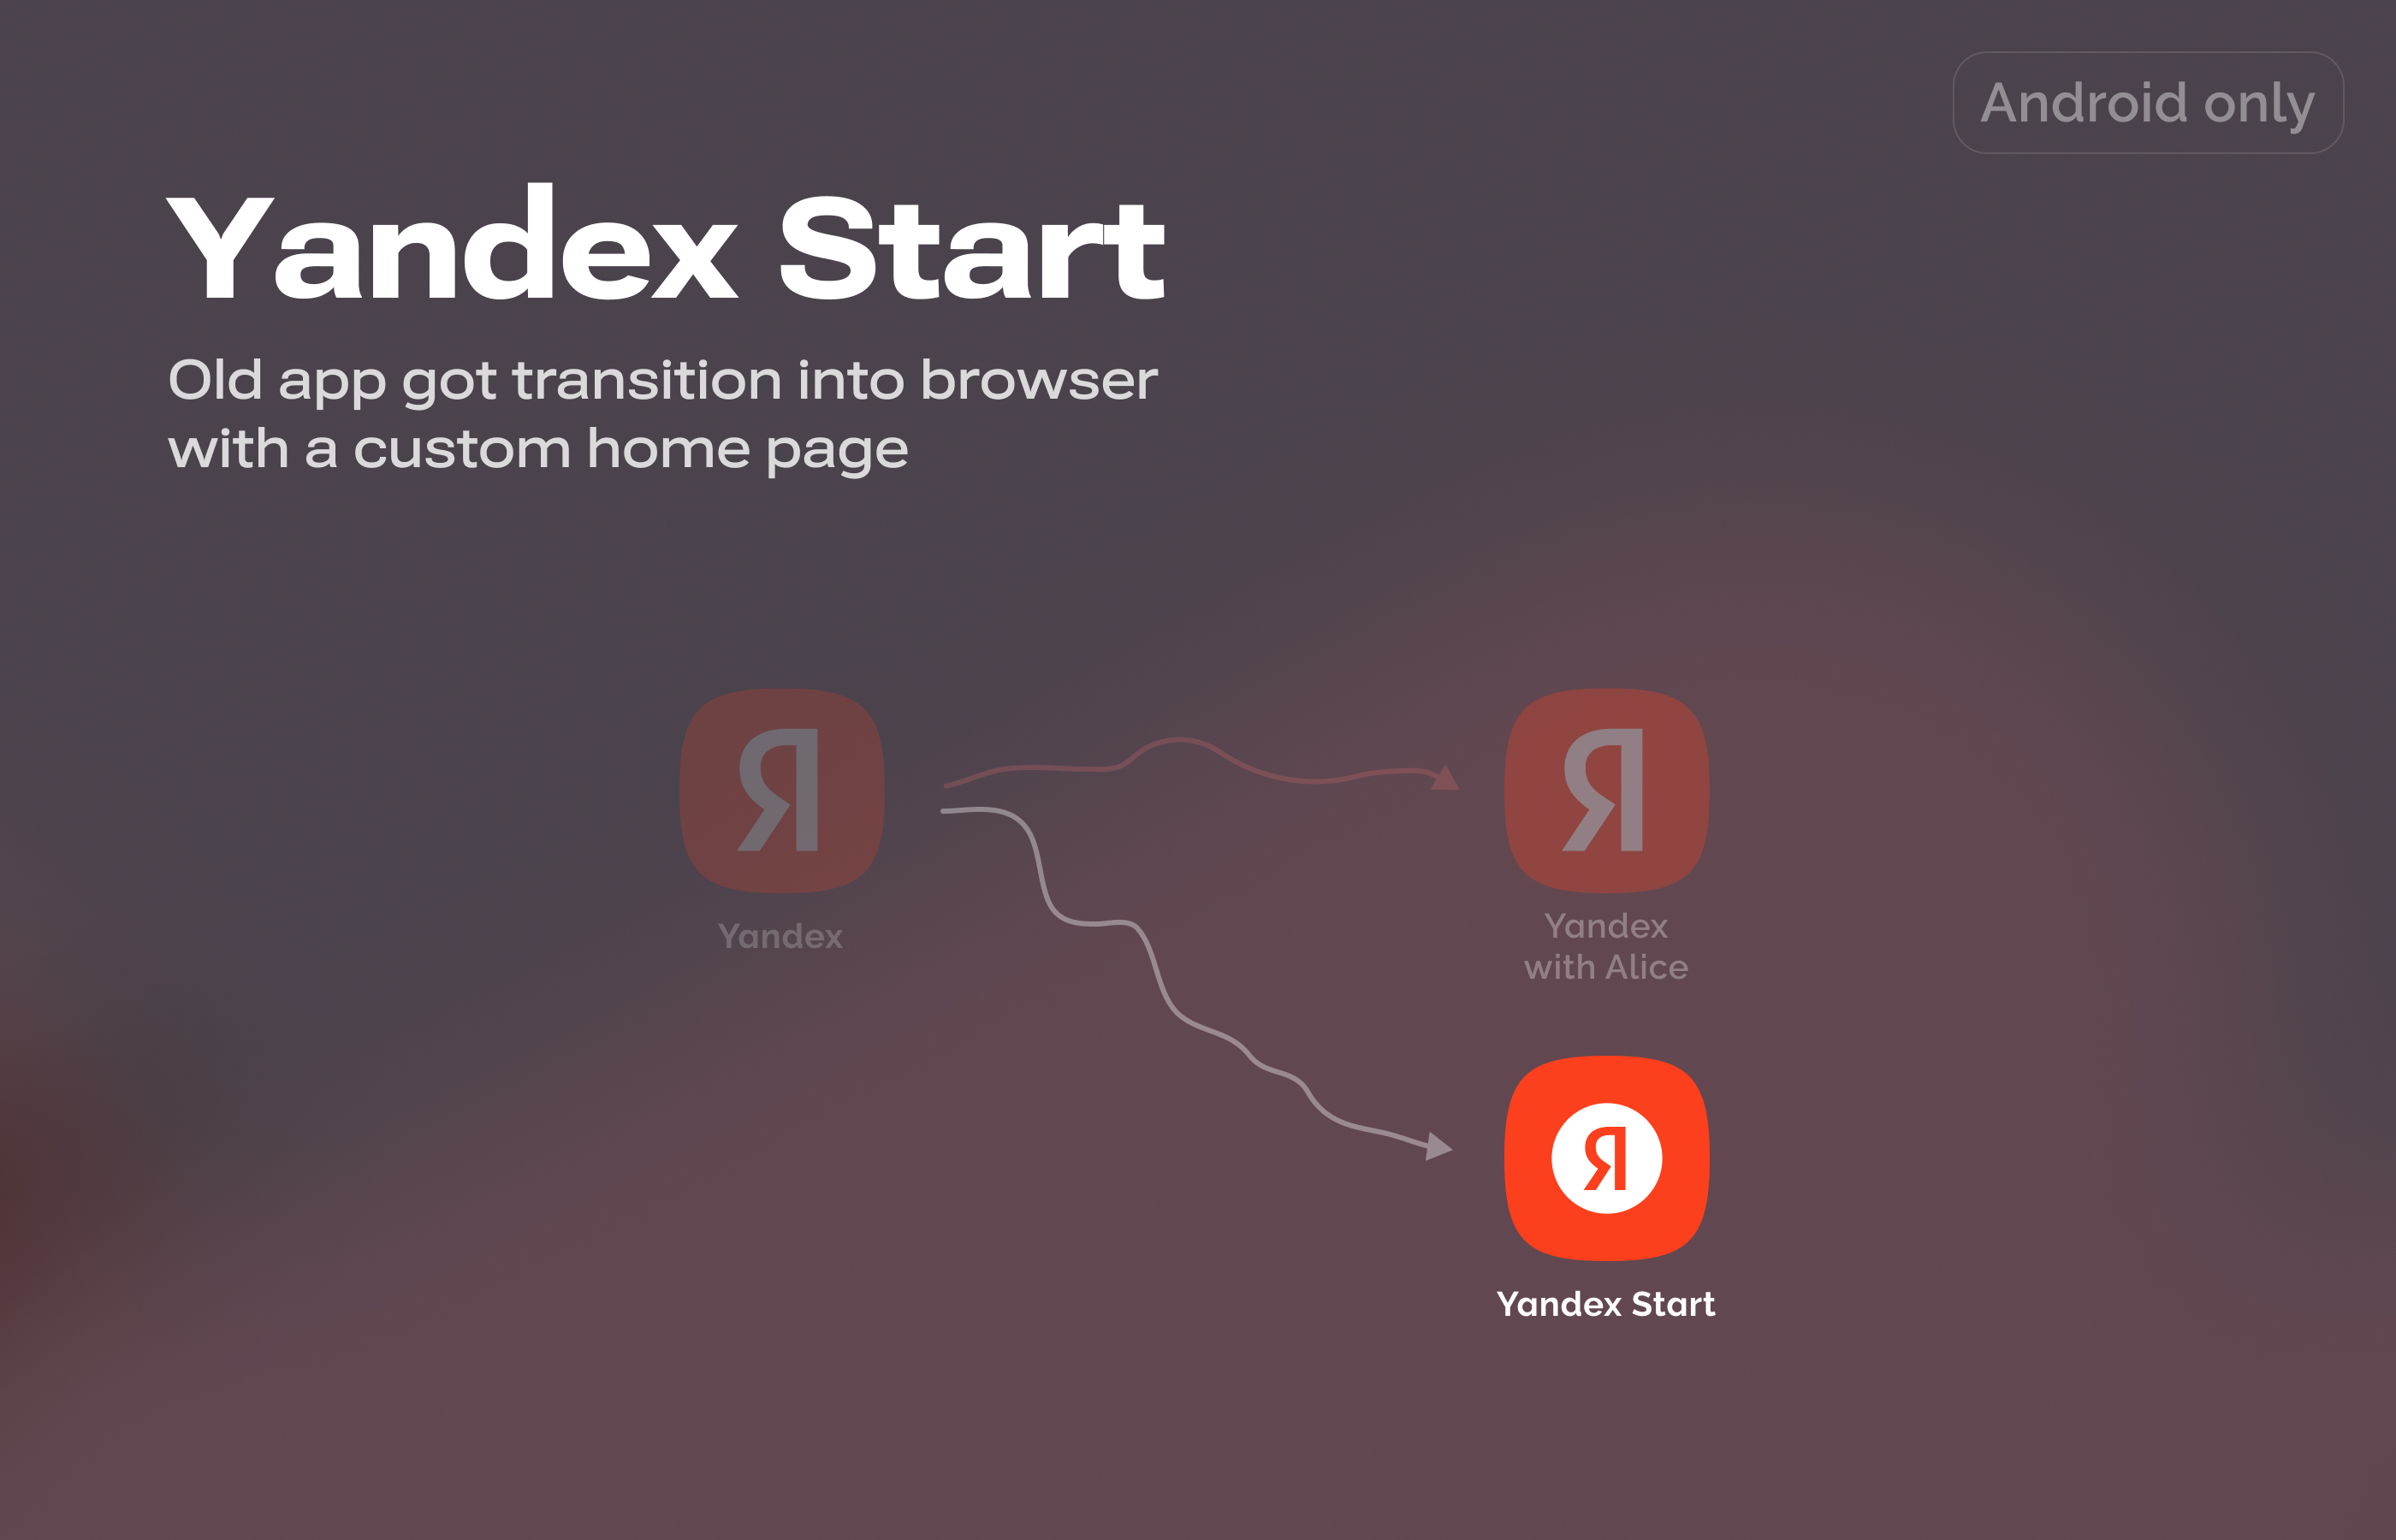 Android only
Yandex Start
Old app got transition into browser
with a custom home page
Я
Я
Yandex
Yandex
with Alice
Я
Yandex Start